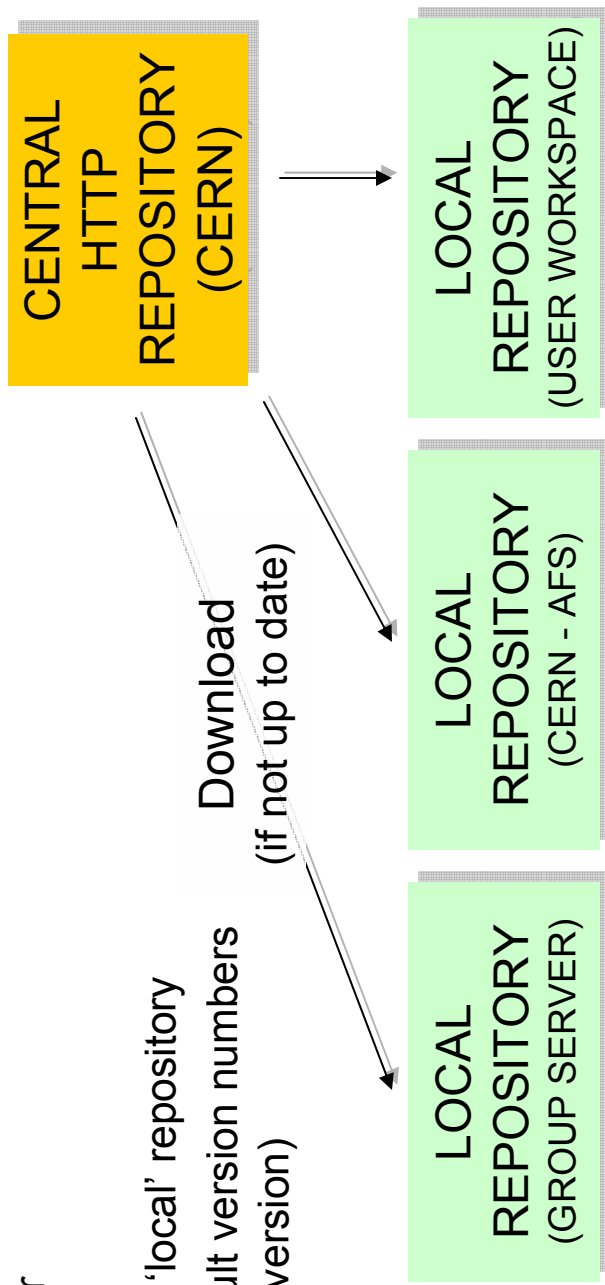 CENTRAL
HTTP
REPOSITORY
(CERN)
Download
(if not up to date)
'local' repository
version numbers
version)
LOCAL
REPOSITORY
(GROUP SERVER)
LOCAL
REPOSITORY
(CERN - AFS)
LOCAL
REPOSITORY
(USER WORKSPACE)